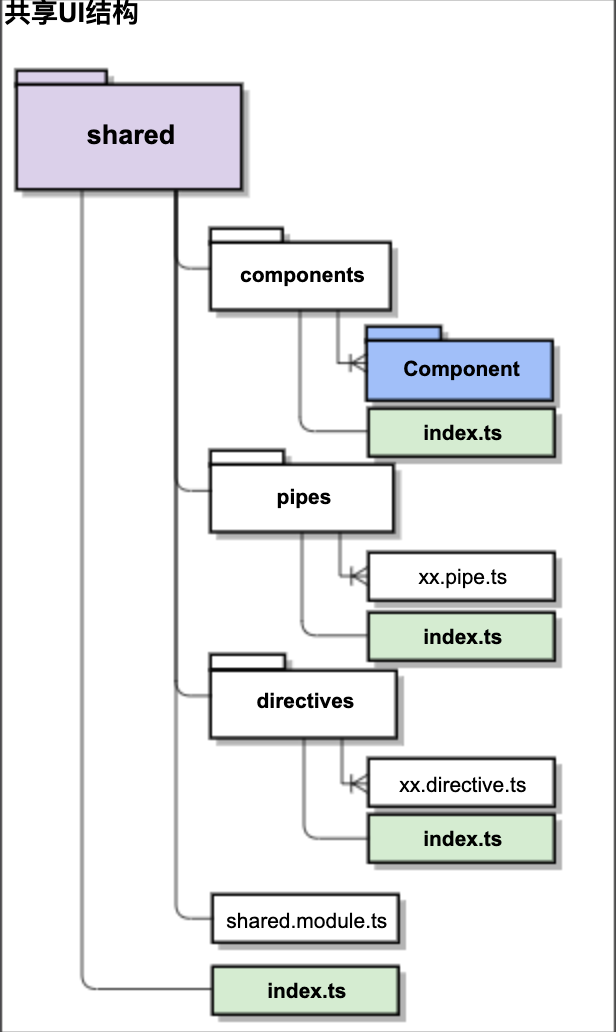 共享UI结构
shared
components
Component
index.ts
pipes
xx.pipe.ts
index.ts
directives
xx.directive.ts
index.ts
shared.module.ts
index.ts